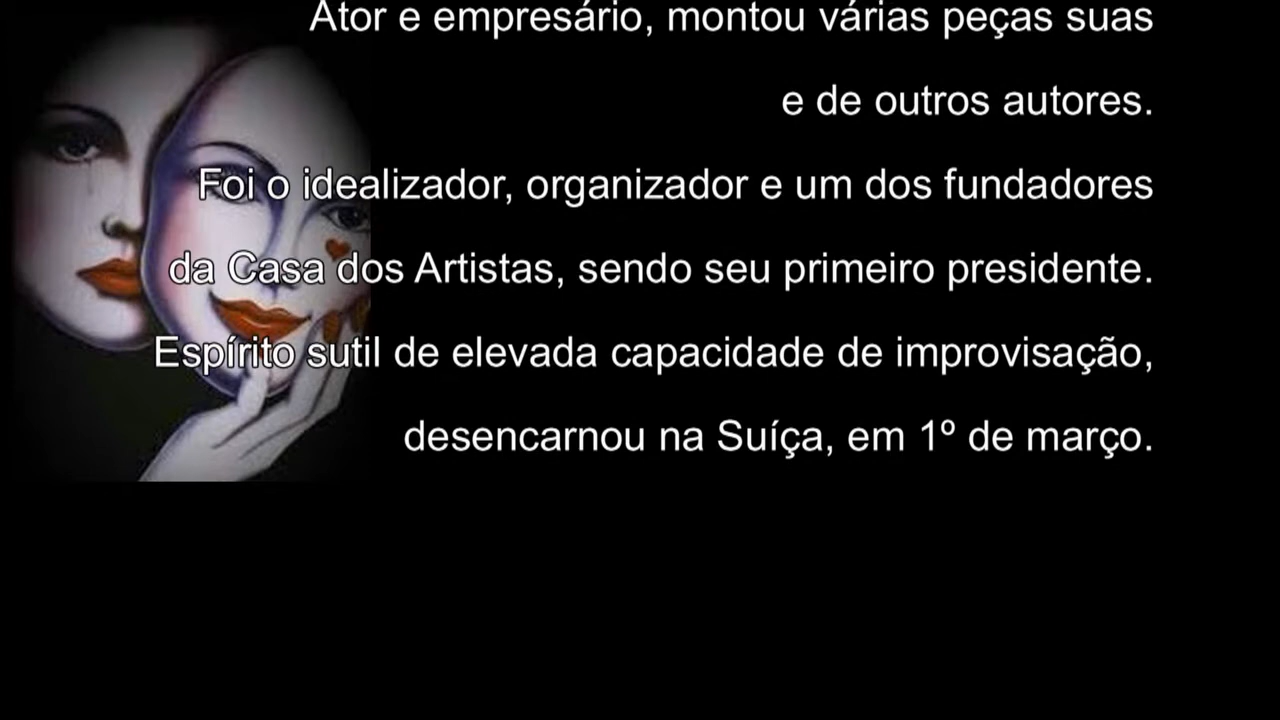 Ator e empresário, montou várias peças suas
e de outros autores.
Foi o idealizador, organizador e um dos fundadores
da Casa dos Artistas, sendo seu primeiro presidente.
Espírito sutil de elevada capacidade de improvisação,
desencarnou na Suíça, em 1º de março.